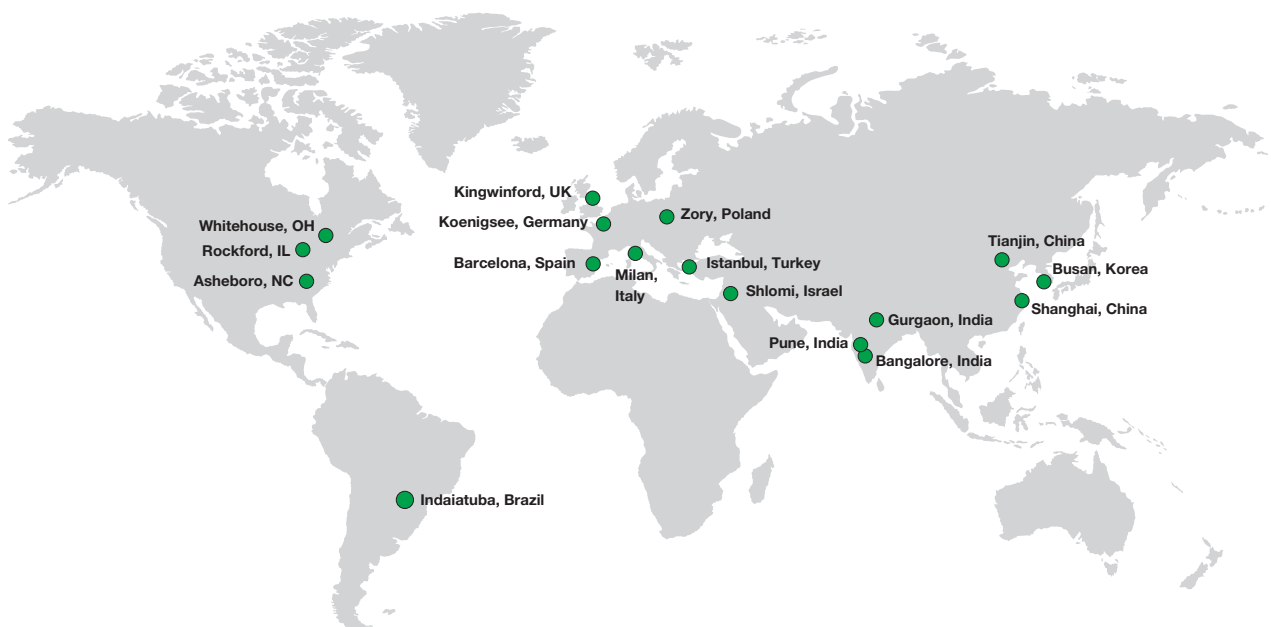 Kingwinford, UK
Koenigsee, Germany
Zory, Poland
Whitehouse, OH
Rockford, IL
Asheboro, NC
Barcelona, Spain
Milan,
Italy
Istanbul, Turkey
Shlomi, Israel
Tianjin, China
Busan, Korea
Shanghai, China
Gurgaon, India
Pune, India
Bangalore, India
Indaiatuba, Brazil